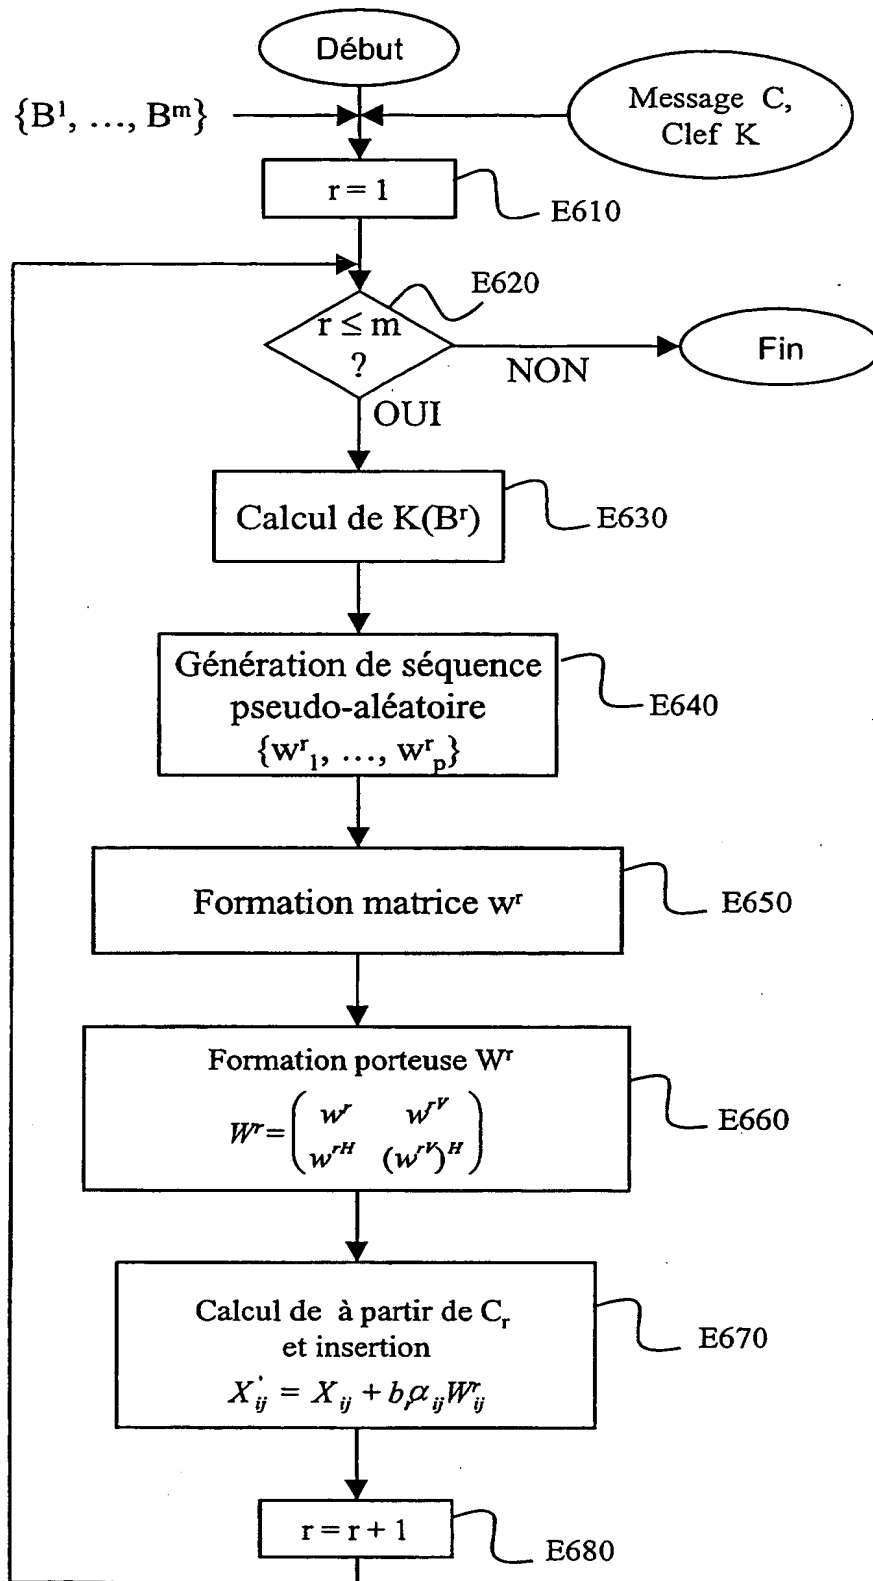 Début
{B¹, ..., Bᵐ}
Message C,
Clef K
r = 1
E610
E620
r ≤ m
?
NON
Fin
OUI
Calcul de K(Bʳ)
E630
Génération de séquence
pseudo-aléatoire
{wʳ₁, ..., wʳₚ}
E640
Formation matrice wʳ
E650
Formation porteuse Wʳ
Wʳ = ( wʳ wʳⱽ
wʳᴴ (wʳⱽ)ᴴ )
E660
Calcul de à partir de Cᵣ
et insertion
X'ᵢⱼ = Xᵢⱼ + bᵣαᵢⱼWʳᵢⱼ
E670
r = r + 1
E680